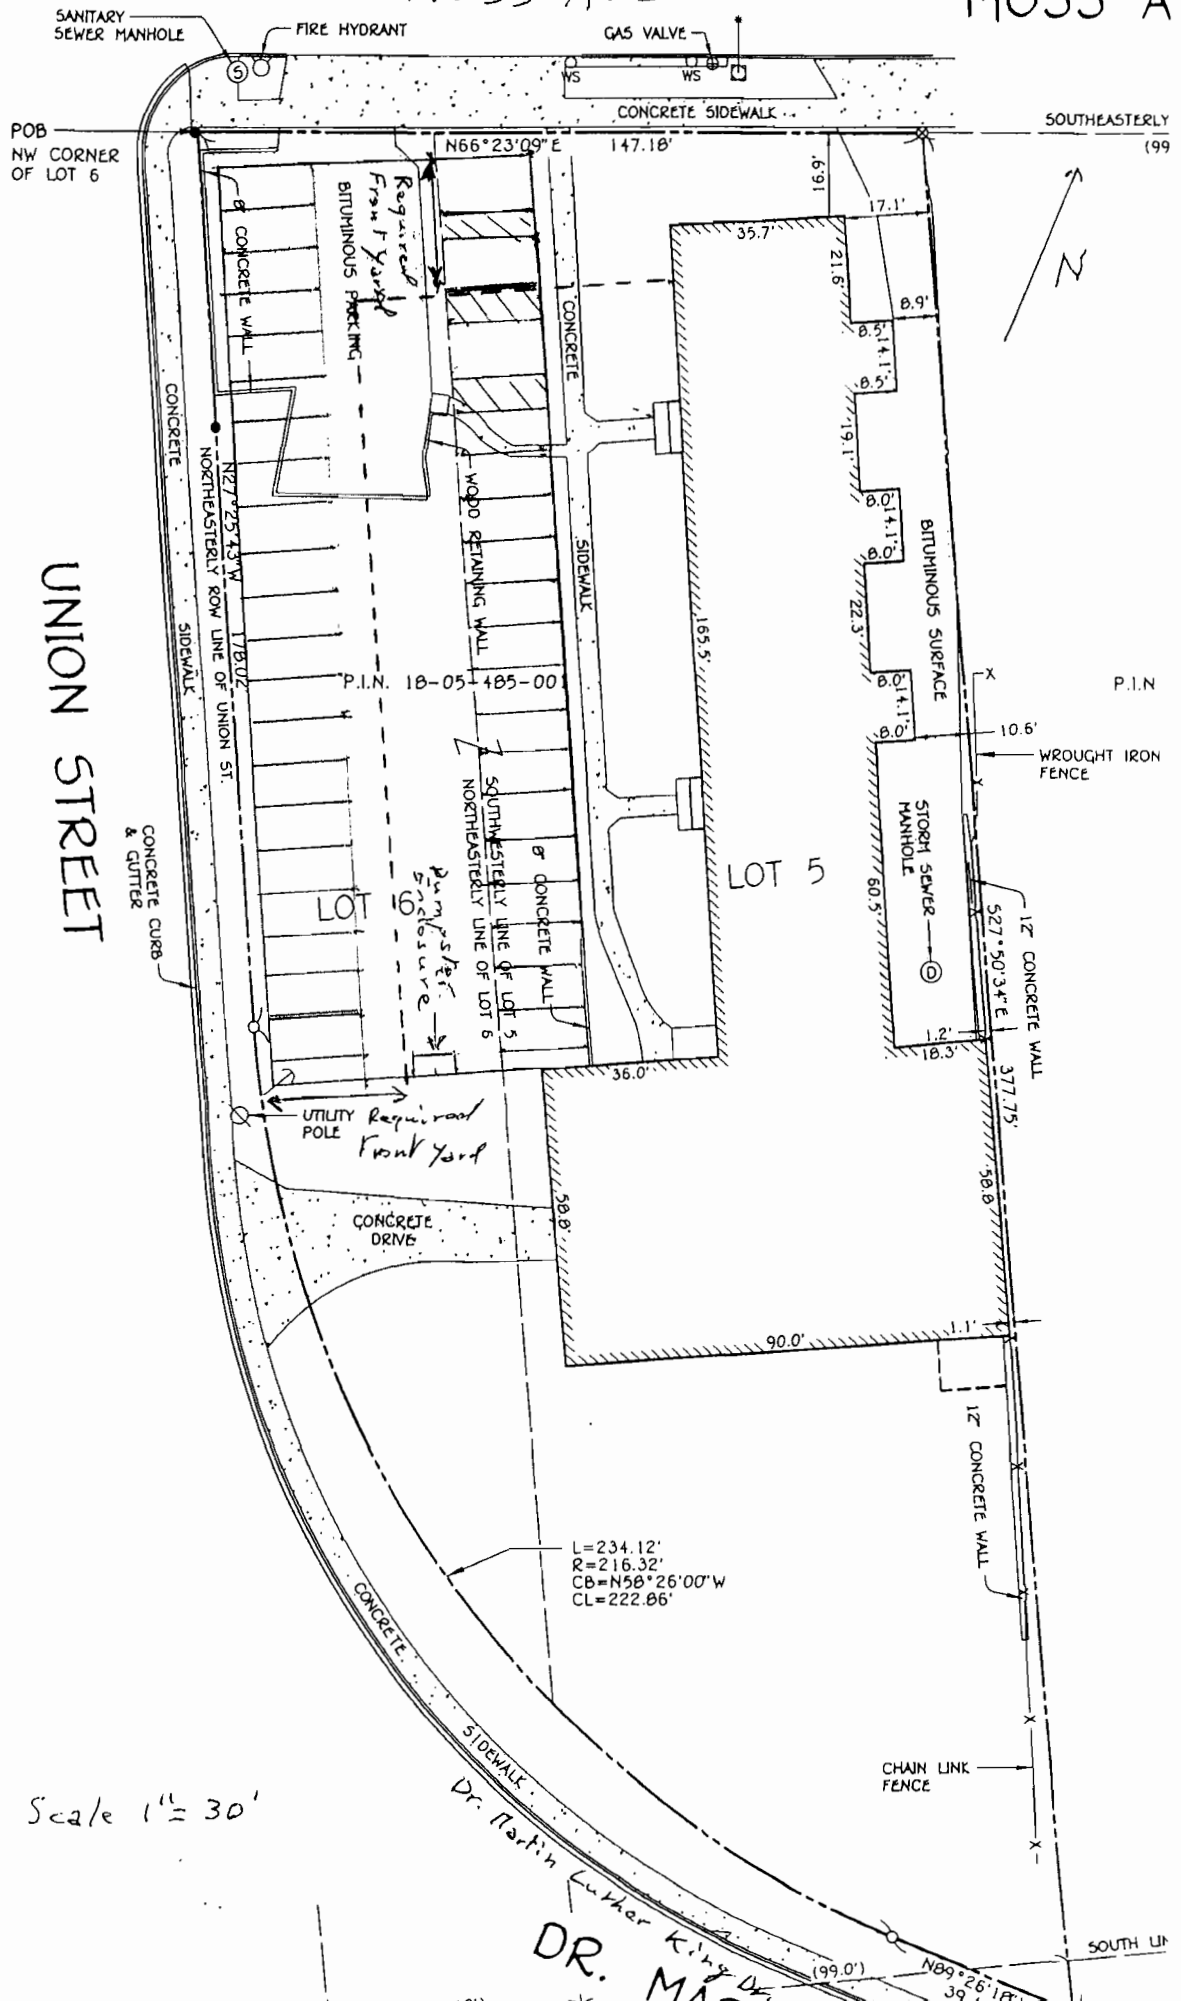 MOSS A
SANITARY
SEWER MANHOLE
FIRE HYDRANT
GAS VALVE
S
WS
WS
CONCRETE SIDEWALK
POB
NW CORNER
OF LOT 6
N66°23'09"E 147.18'
SOUTHEASTERLY
(99
16.9'
17.1'
35.7'
21.6'
8.9'
N
8" CONCRETE WALL
BITUMINOUS PARKING
Required
Front Yard
CONCRETE
SIDEWALK
8.5'
14.1'
8.5'
19.1'
8.0'
14.1'
8.0'
22.3'
8.0'
14.1'
8.0'
BITUMINOUS SURFACE
CONCRETE
SIDEWALK
N27°25'43"W 178.02'
NORTHEASTERLY ROW LINE OF UNION ST.
WOOD RETAINING WALL
165.5'
UNION STREET
P.I.N. 18-05-485-001
P.I.N
10.6'
WROUGHT IRON
FENCE
SOUTHWESTERLY LINE OF LOT 5
NORTHEASTERLY LINE OF LOT 6
8" CONCRETE WALL
STORM SEWER
MANHOLE
D
60.5'
CONCRETE CURB
& GUTTER
LOT 6
Dumpster
Enclosure
LOT 5
12" CONCRETE WALL
S27°50'34"E 377.75'
1.2'
18.3'
36.0'
UTILITY
POLE
Required
Front Yard
58.8'
58.8'
CONCRETE
DRIVE
1.1'
90.0'
12" CONCRETE WALL
L=234.12'
R=216.32'
CB=N58°26'00"W
CL=222.86'
CONCRETE
SIDEWALK
CHAIN LINK
FENCE
Scale 1"=30'
Dr. Martin Luther King Dr.
DR. MAR
(99.0')
N89°26'18"
39.
SOUTH LIN